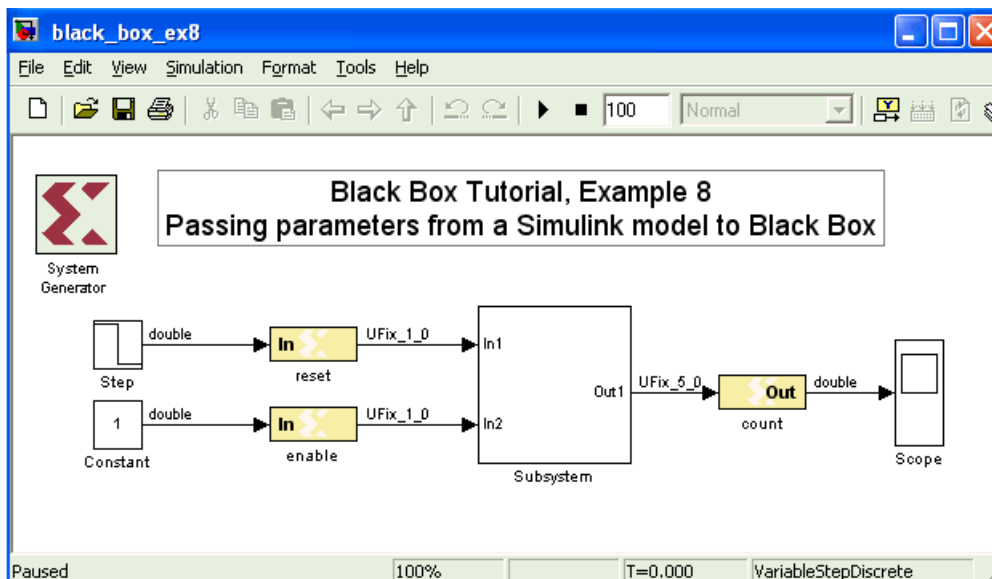 black_box_ex8
File Edit View Simulation Format Tools Help
100 Normal
Black Box Tutorial, Example 8
Passing parameters from a Simulink model to Black Box
System
Generator
double
In
UFix_1_0
In1
Step
reset
Out1
UFix_5_0
Out
double
1
double
In
UFix_1_0
In2
count
Constant
enable
Subsystem
Scope
Paused 100% T=0.000 VariableStepDiscrete